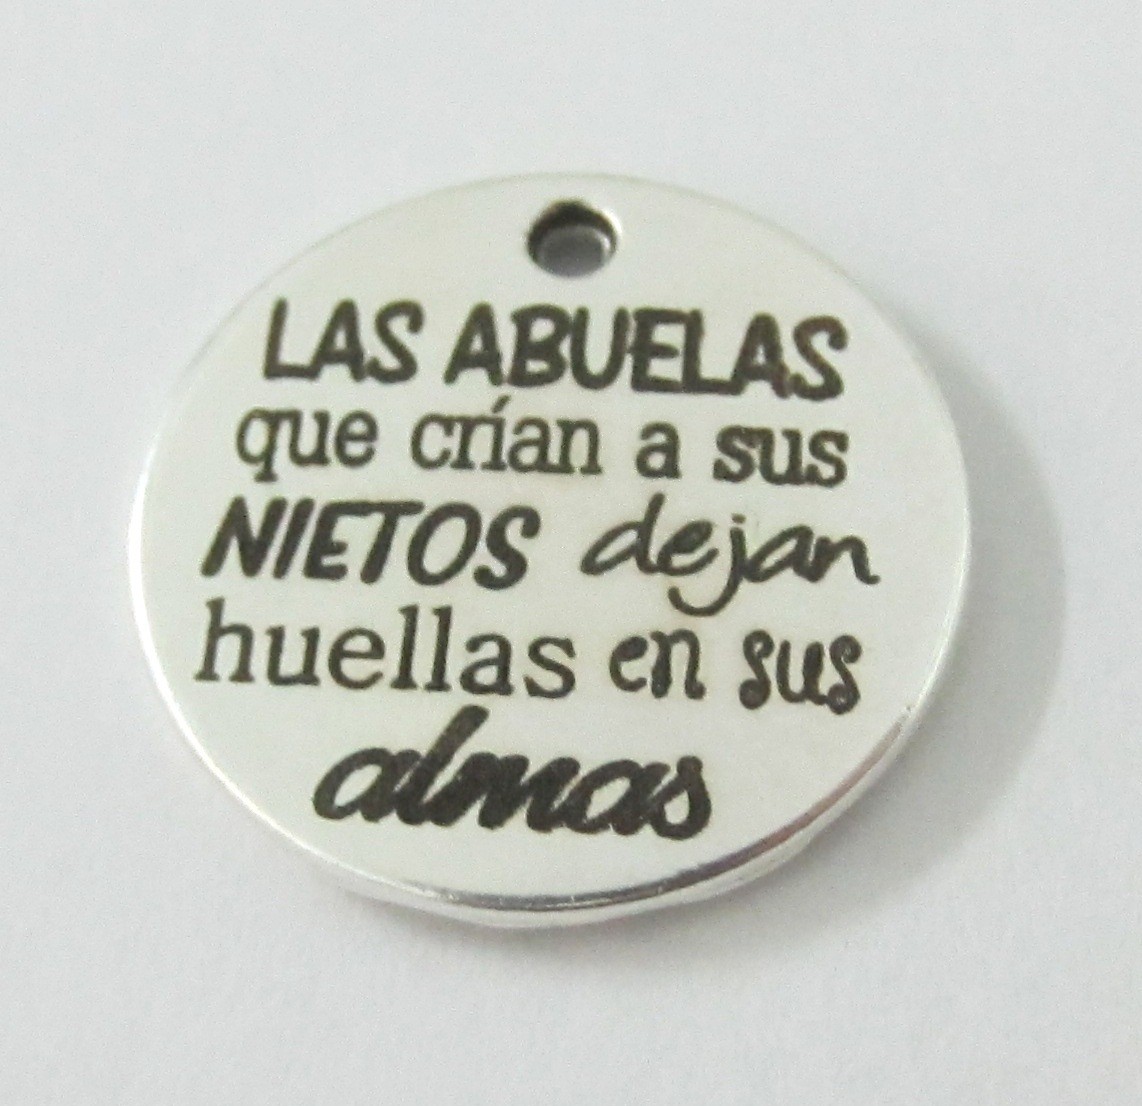 LAS ABUELAS
que crían a sus
NIETOS dejan
huellas en sus
almas